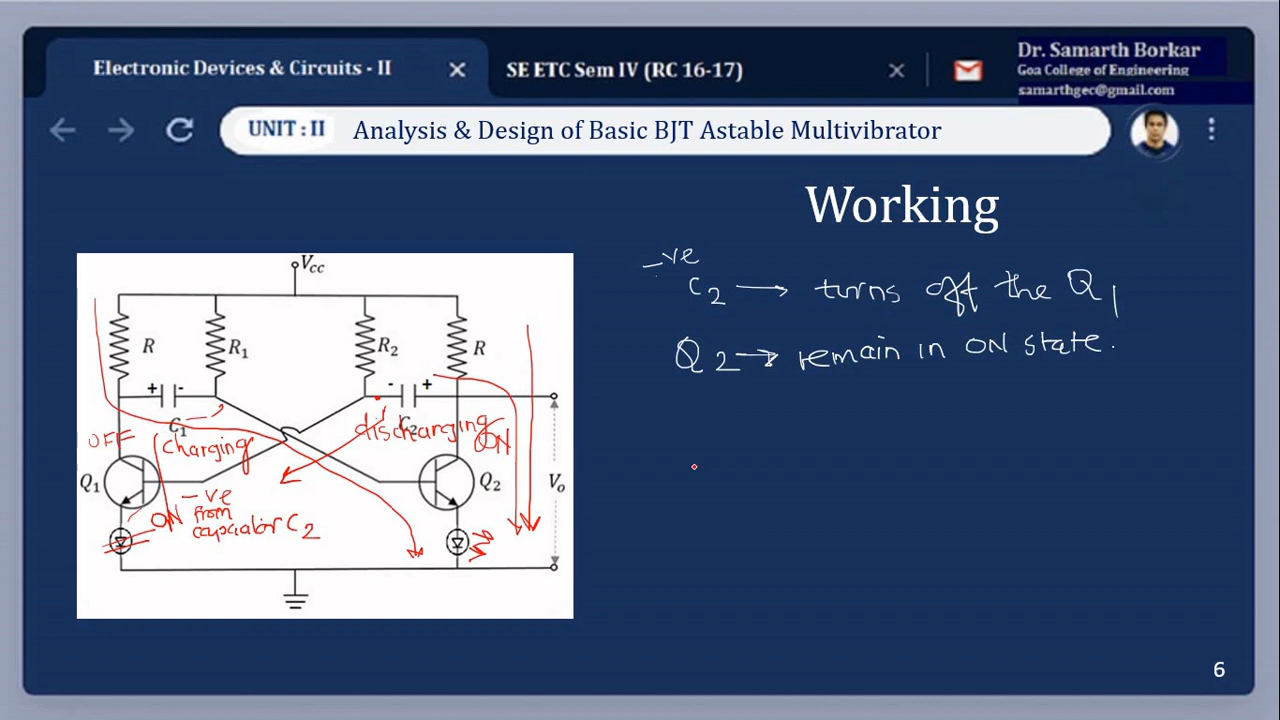 Electronic Devices & Circuits - II
SE ETC Sem IV (RC 16-17)
Dr. Samarth Borkar
Goa College of Engineering
samarthgec@gmail.com
UNIT : II
Analysis & Design of Basic BJT Astable Multivibrator
Working
-ve
C2 → turns off the Q1
Q2 → remain in ON state.
Vcc
R
R1
R2
R
+ -
- +
C1
C2
OFF
charging
discharging
ON
Q1
Q2
Vo
ON
-ve
from
capacitor C2
6